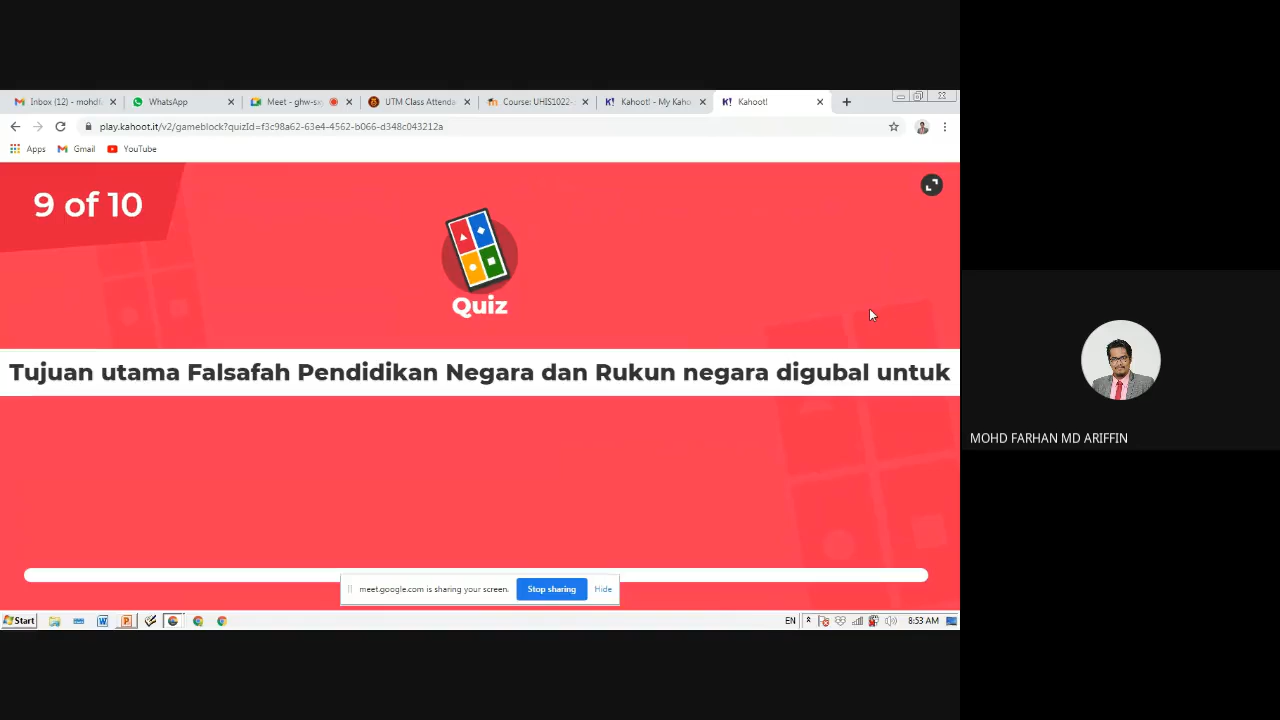 Inbox (12) - mohdf
WhatsApp
Meet - ghw-sx
UTM Class Attenda
Course: UHIS1022-
K! Kahoot! - My Kaho
K! Kahoot!
play.kahoot.it/v2/gameblock?quizId=f3c98a62-63e4-4562-b066-d348c043212a
Apps
Gmail
YouTube
9 of 10
Quiz
Tujuan utama Falsafah Pendidikan Negara dan Rukun negara digubal untuk
MOHD FARHAN MD ARIFFIN
meet.google.com is sharing your screen.
Stop sharing
Hide
Start
EN
8:53 AM